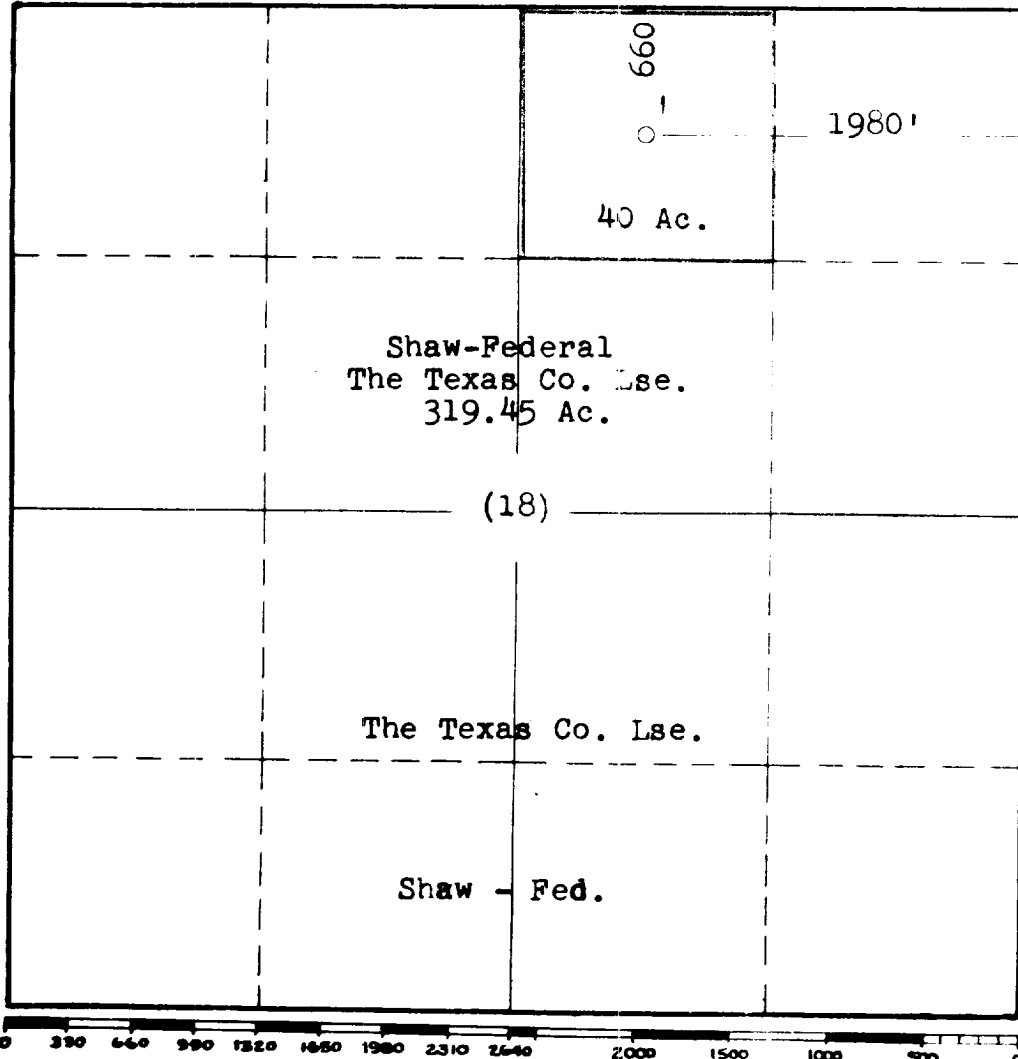 660'
1980'
40 Ac.
Shaw-Federal
The Texas Co. Lse.
319.45 Ac.
(18)
The Texas Co. Lse.
Shaw - Fed.
0 330 660 990 1320 1650 1980 2310 2640 2000 1500 1000 500